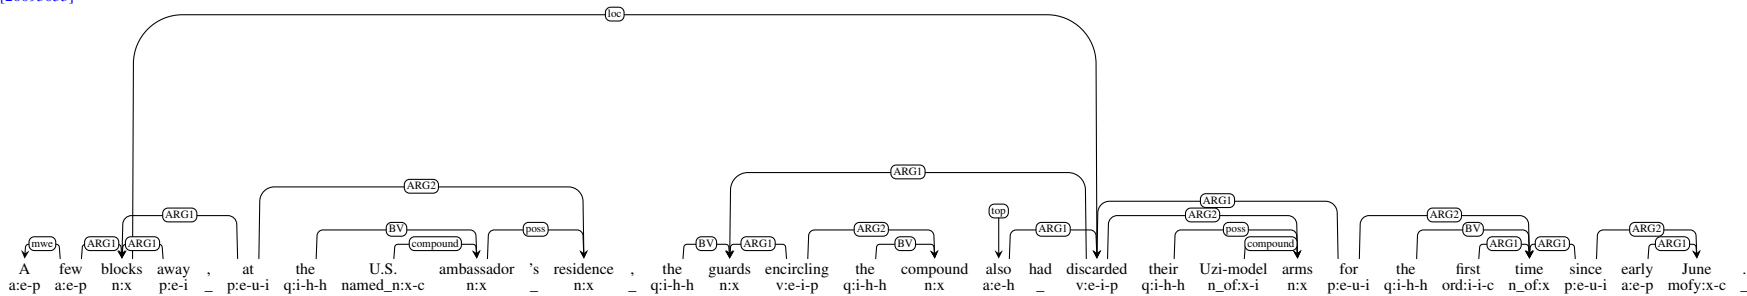 loc
ARG1
ARG2 ARG1
ARG1 top ARG2 ARG2
BV poss ARG2 ARG1 poss BV ARG2
mwe ARG1 ARG1 compound BV ARG1 BV compound ARG1 ARG1 ARG1
A few blocks away , at the U.S. ambassador 's residence , the guards encircling the compound also had discarded their Uzi-model arms for the first time since early June .
a:e-p a:e-p n:x p:e-i _ p:e-u-i q:i-h-h named_n:x-c n:x _ n:x _ q:i-h-h n:x v:e-i-p q:i-h-h n:x a:e-h _ v:e-i-p q:i-h-h n_of:x-i n:x p:e-u-i q:i-h-h ord:i-i-c n_of:x p:e-u-i a:e-p mofy:x-c _